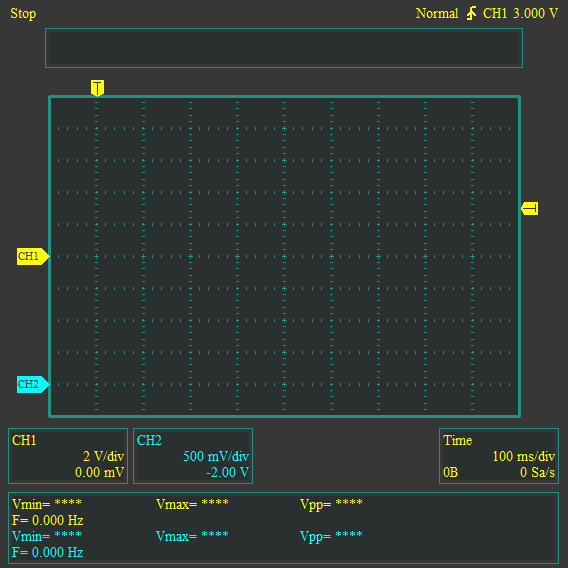 Stop
Normal CH1 3.000 V
T
CH1
CH2
CH1
2 V/div
0.00 mV
CH2
500 mV/div
-2.00 V
Time
100 ms/div
0B 0 Sa/s
Vmin= **** Vmax= **** Vpp= ****
F= 0.000 Hz
Vmin= **** Vmax= **** Vpp= ****
F= 0.000 Hz